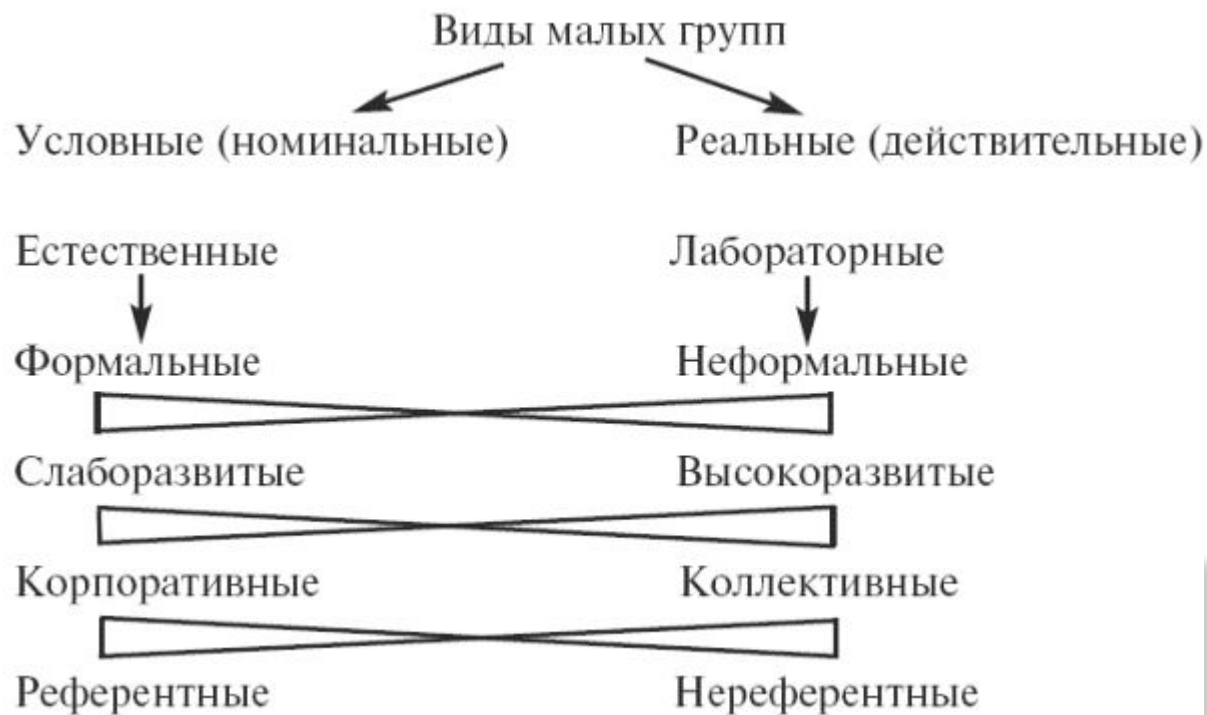 Виды малых групп
Условные (номинальные) Реальные (действительные)
Естественные Лабораторные
Формальные Неформальные
Слаборазвитые Высокоразвитые
Корпоративные Коллективные
Референтные Нереферентные